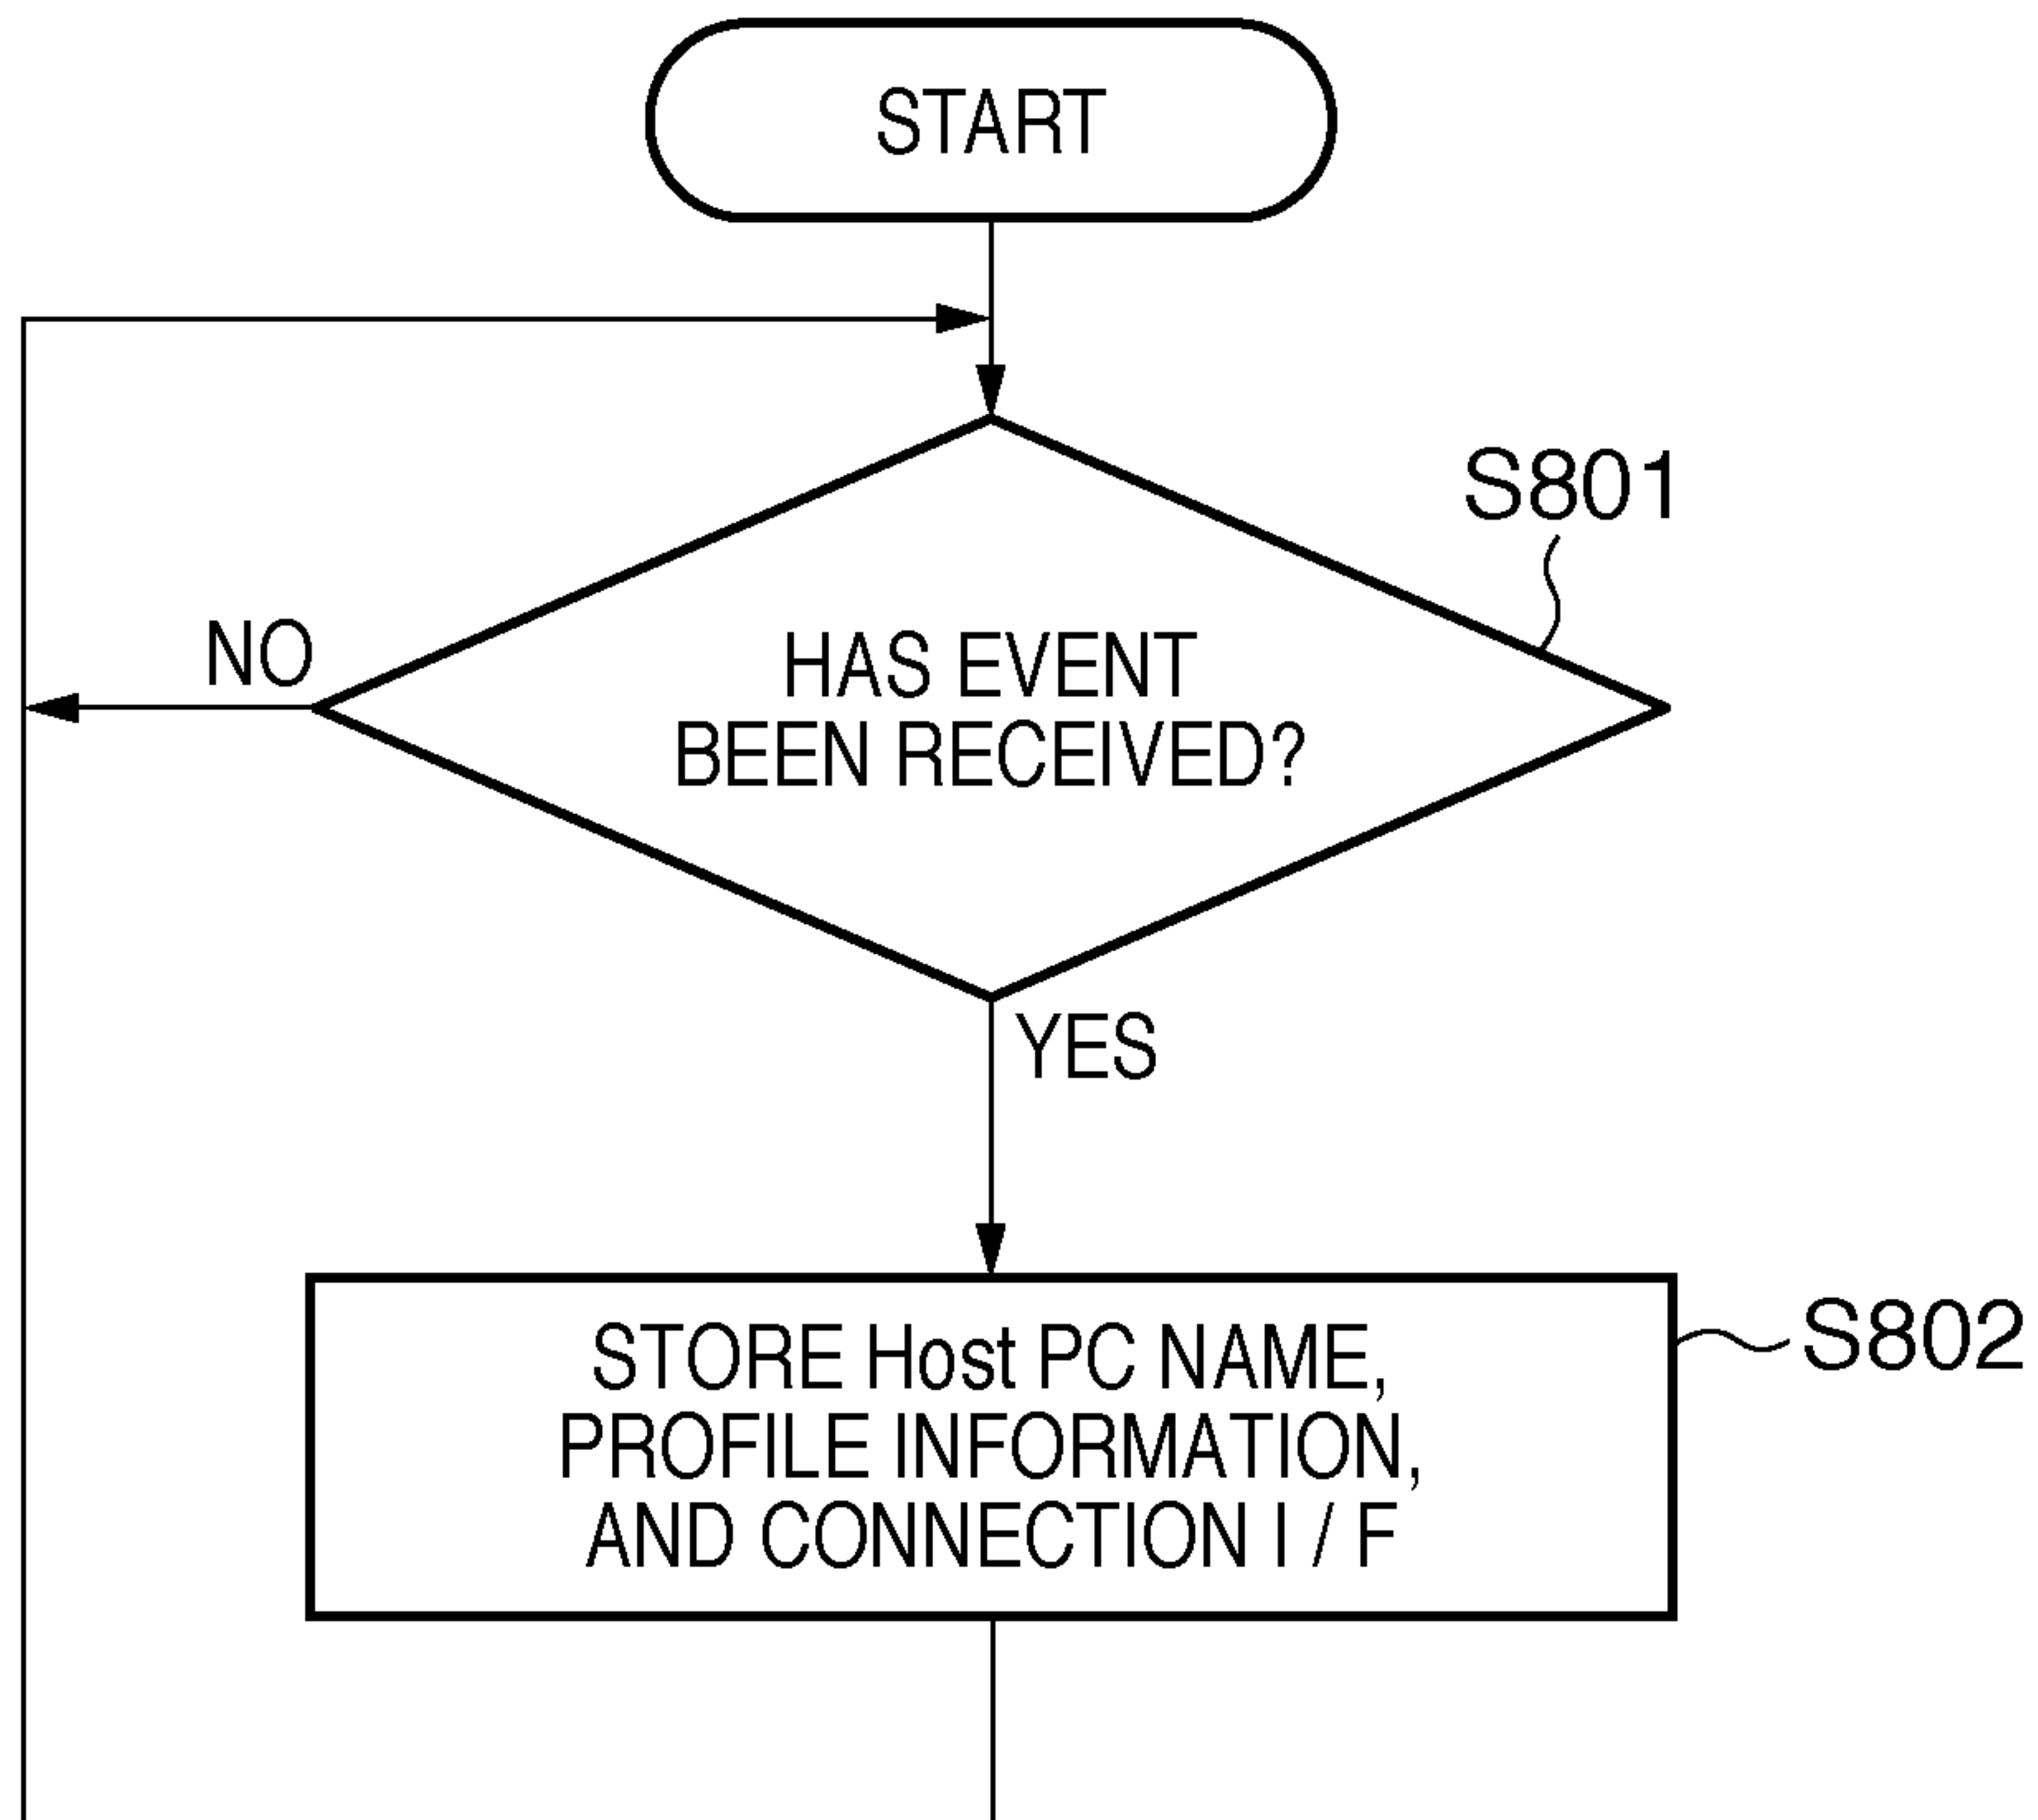 START
S801
NO
HAS EVENT
BEEN RECEIVED?
YES
STORE Host PC NAME,
PROFILE INFORMATION,
AND CONNECTION I / F
S802